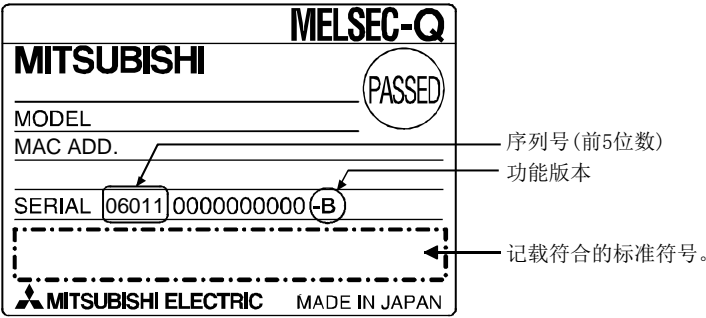 MELSEC-Q
MITSUBISHI
PASSED
MODEL
MAC ADD.
序列号(前5位数)
功能版本
SERIAL 06011 0000000000 -B
记载符合的标准符号。
MITSUBISHI ELECTRIC MADE IN JAPAN